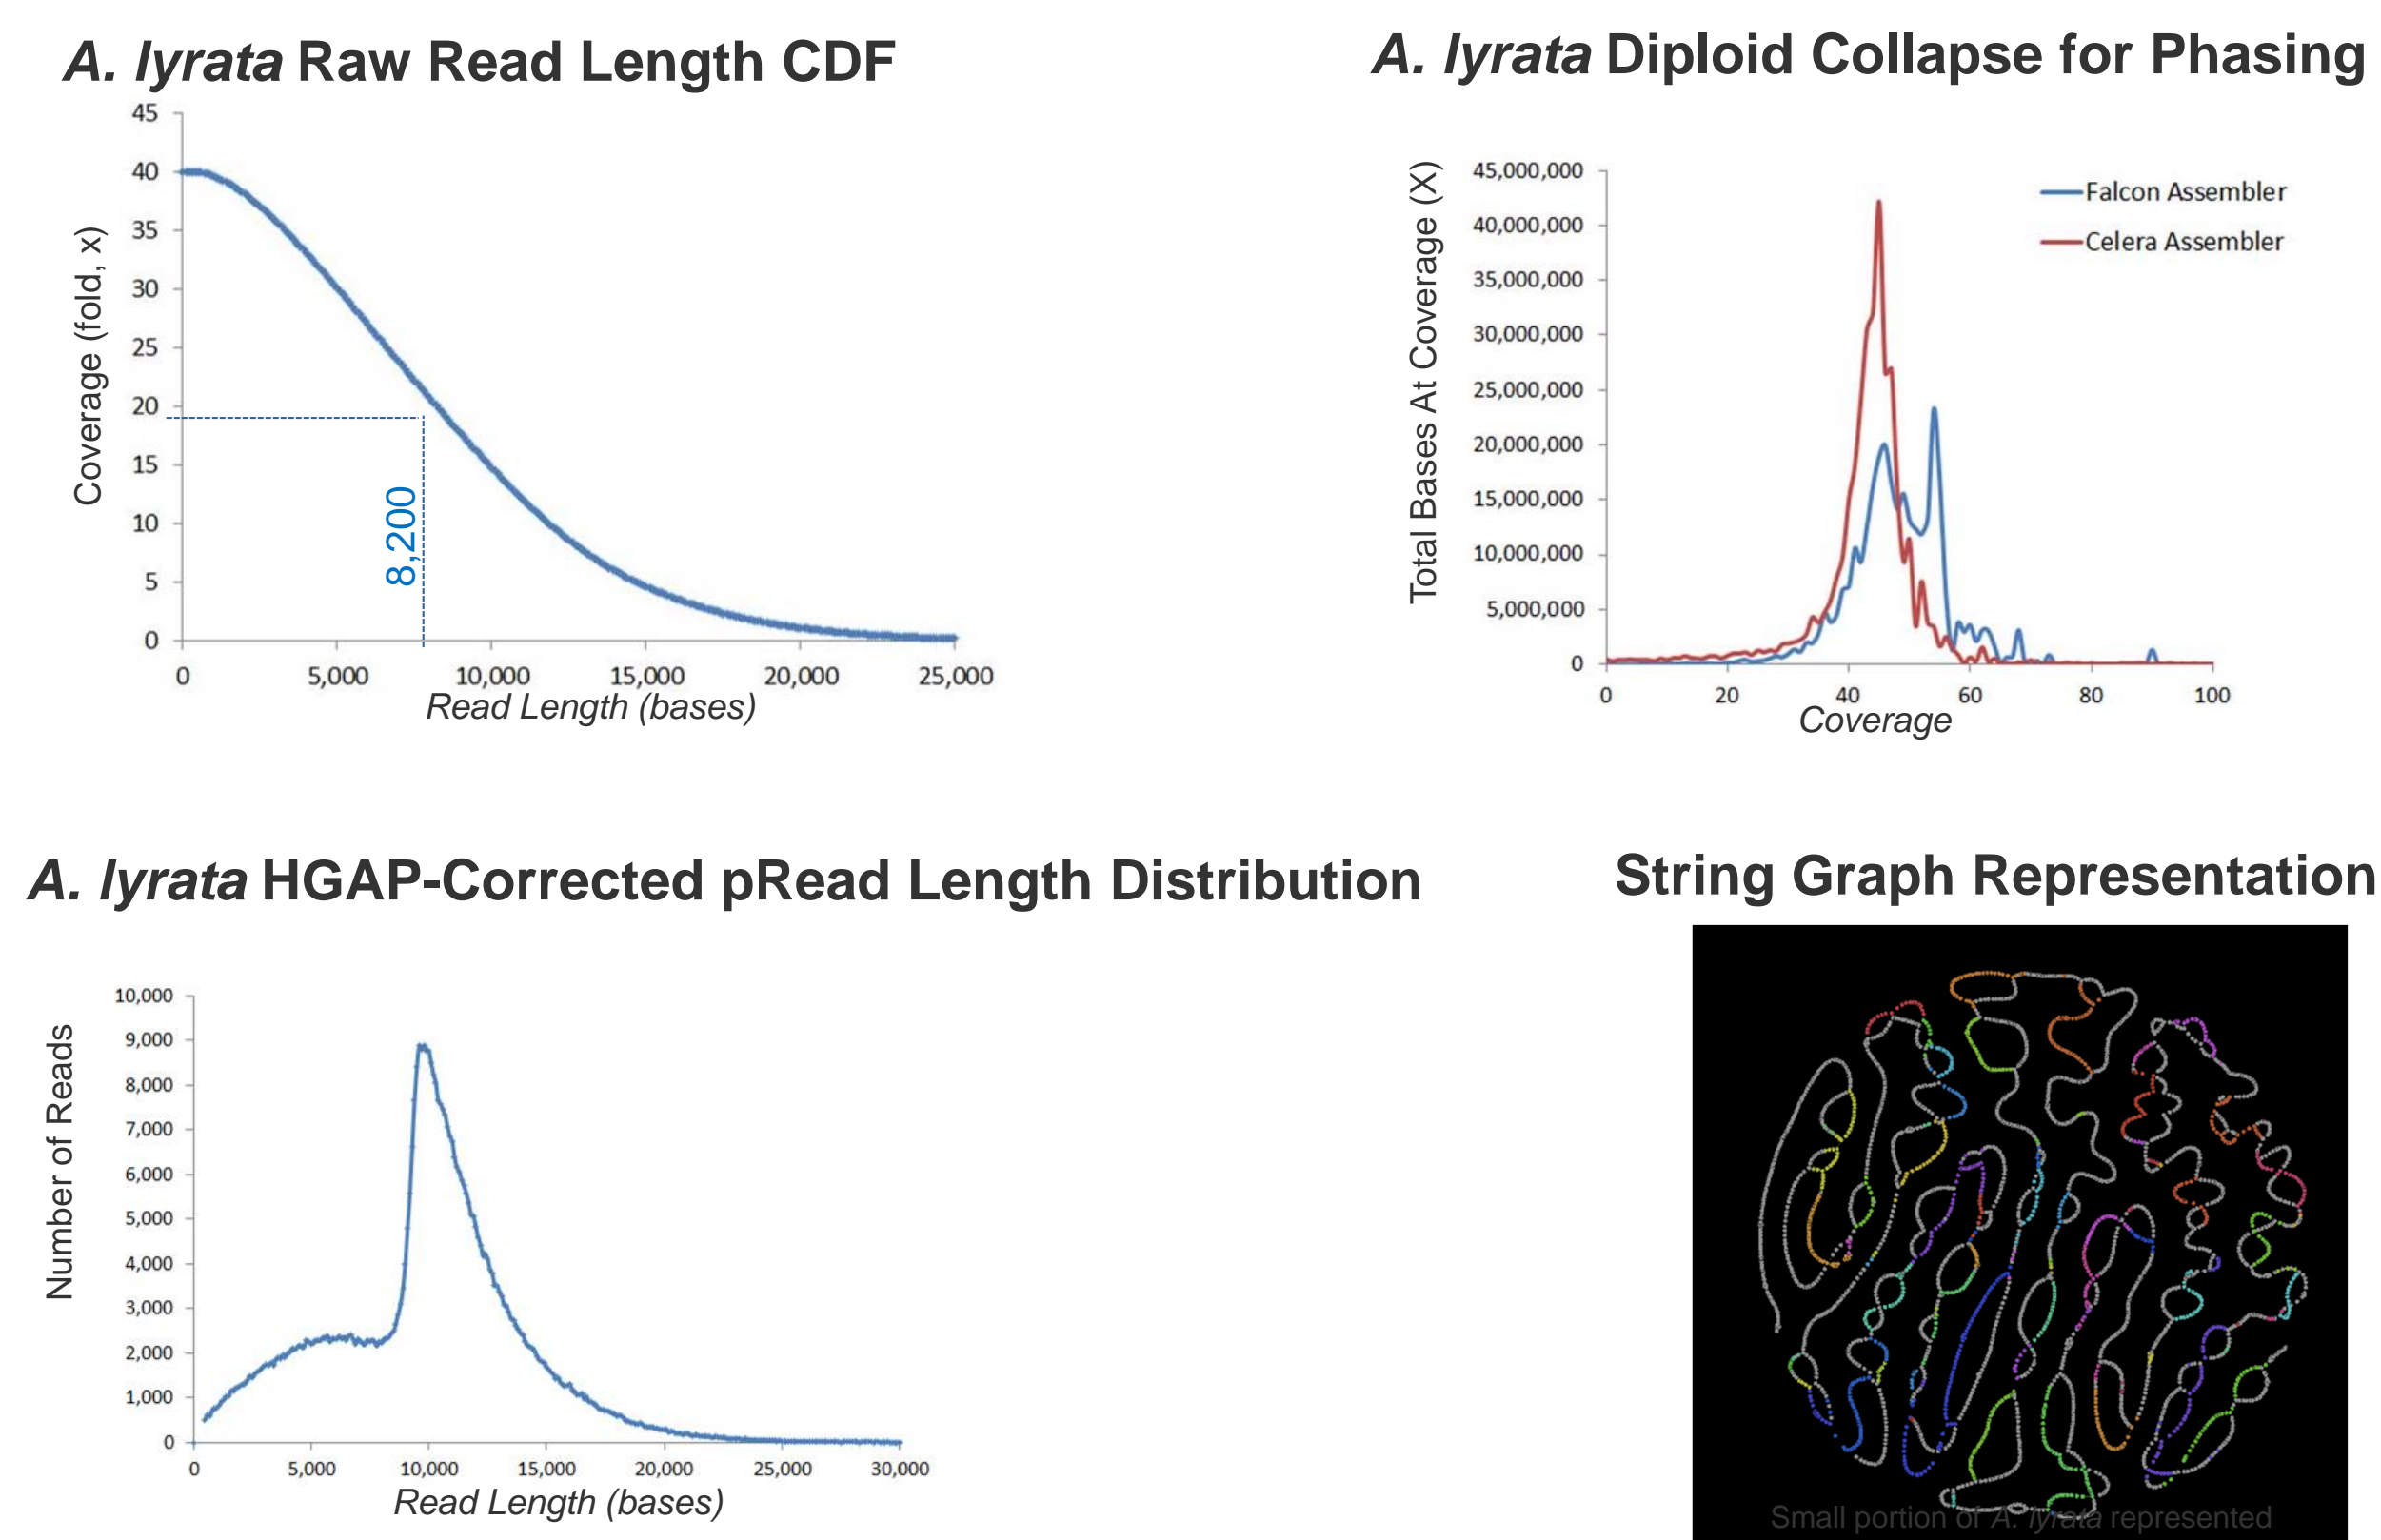 A. lyrata Raw Read Length CDF
Coverage (fold, x)
45
40
35
30
25
20
15
10
5
0
8,200
0 5,000 10,000 15,000 20,000 25,000
Read Length (bases)
A. lyrata Diploid Collapse for Phasing
Total Bases At Coverage (X)
45,000,000
40,000,000
35,000,000
30,000,000
25,000,000
20,000,000
15,000,000
10,000,000
5,000,000
0
Falcon Assembler
Celera Assembler
0 20 40 60 80 100
Coverage
A. lyrata HGAP-Corrected pRead Length Distribution
Number of Reads
10,000
9,000
8,000
7,000
6,000
5,000
4,000
3,000
2,000
1,000
0
0 5,000 10,000 15,000 20,000 25,000 30,000
Read Length (bases)
String Graph Representation
Small portion of A. lyrata represented